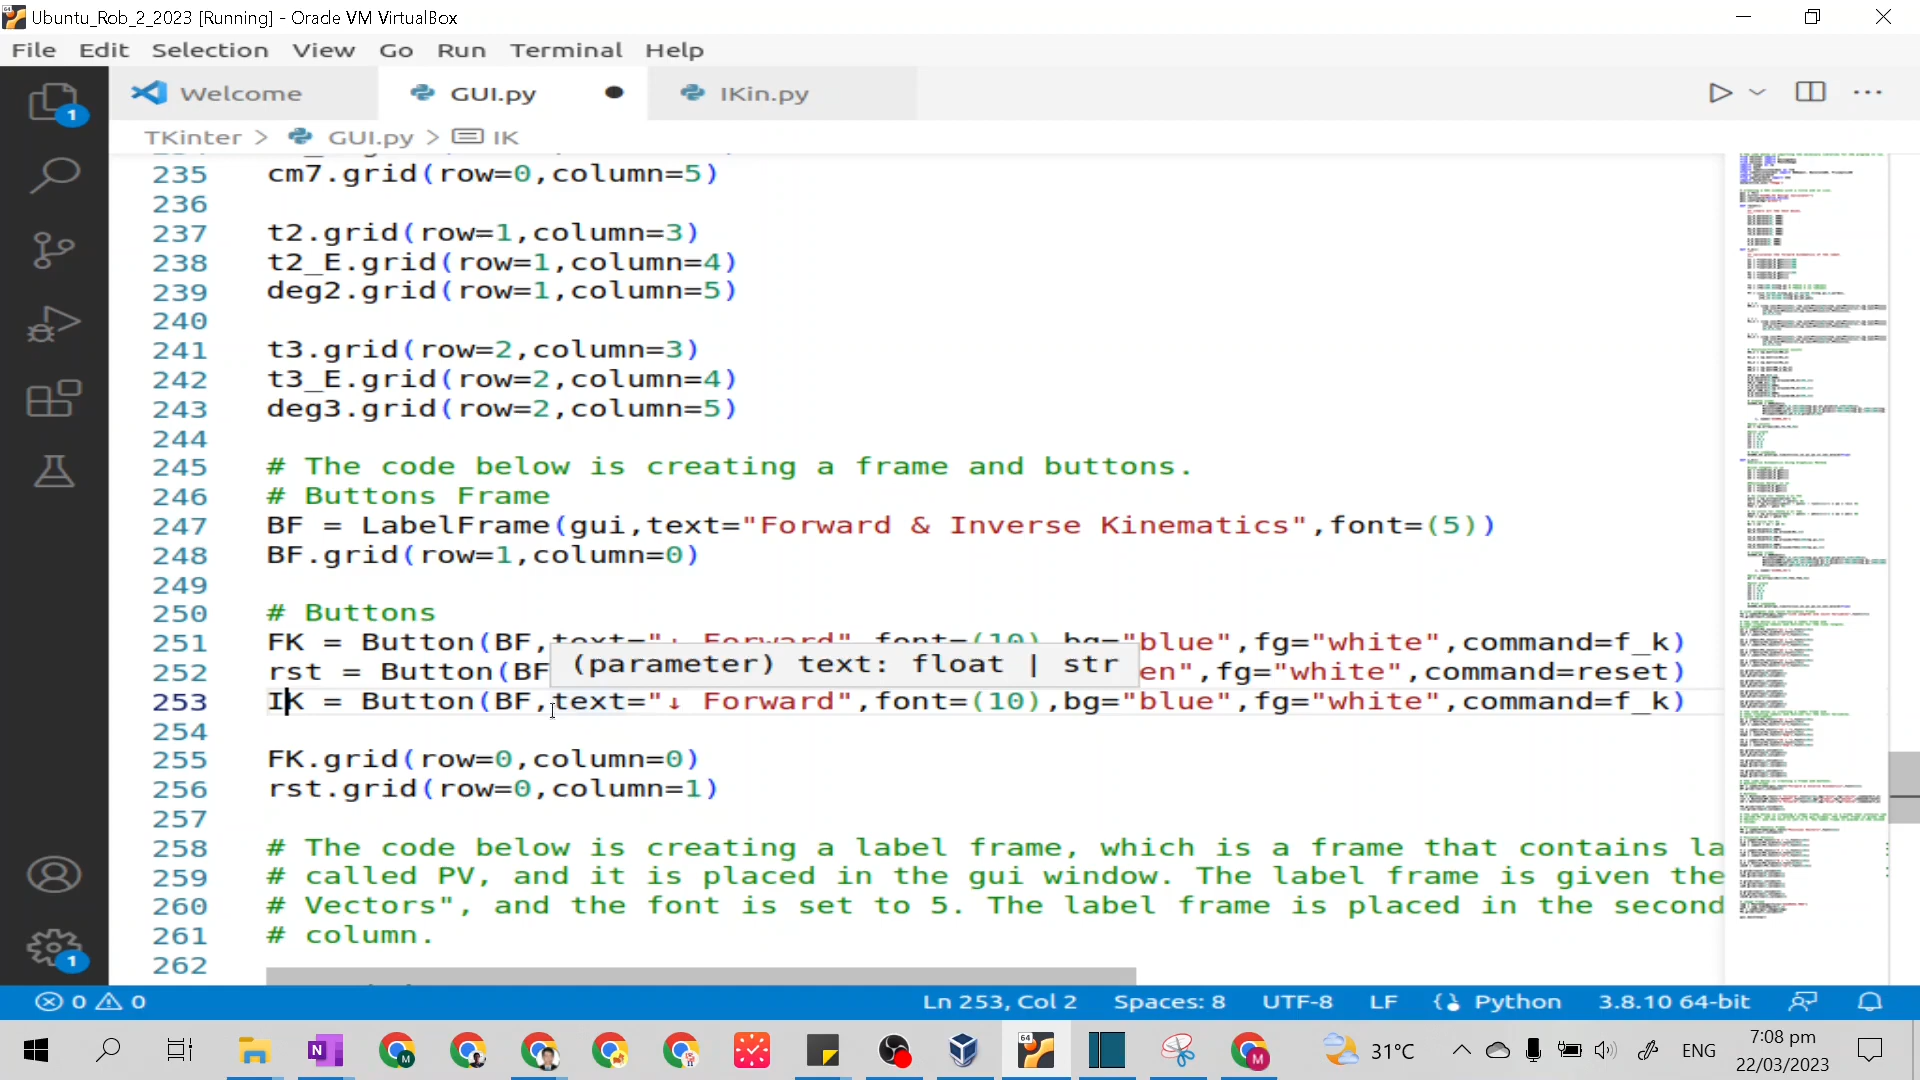 Ubuntu_Rob_2_2023 [Running] - Oracle VM VirtualBox
File Edit Selection View Go Run Terminal Help
Welcome GUI.py IKin.py
TKinter > GUI.py > IK
235 cm7.grid(row=0,column=5)
236
237 t2.grid(row=1,column=3)
238 t2_E.grid(row=1,column=4)
239 deg2.grid(row=1,column=5)
240
241 t3.grid(row=2,column=3)
242 t3_E.grid(row=2,column=4)
243 deg3.grid(row=2,column=5)
244
245 # The code below is creating a frame and buttons.
246 # Buttons Frame
247 BF = LabelFrame(gui,text="Forward & Inverse Kinematics",font=(5))
248 BF.grid(row=1,column=0)
249
250 # Buttons
251 FK = Button(BF,text="↓ Forward",font=(10),bg="blue",fg="white",command=f_k)
(parameter) text: float | str
252 rst = Button(BF en",fg="white",command=reset)
253 IK = Button(BF,text="↓ Forward",font=(10),bg="blue",fg="white",command=f_k)
254
255 FK.grid(row=0,column=0)
256 rst.grid(row=0,column=1)
257
258 # The code below is creating a label frame, which is a frame that contains la
259 # called PV, and it is placed in the gui window. The label frame is given the
260 # Vectors", and the font is set to 5. The label frame is placed in the second
261 # column.
262
1
1
0 0 Ln 253, Col 2 Spaces: 8 UTF-8 LF Python 3.8.10 64-bit
31°C ENG 7:08 pm
22/03/2023